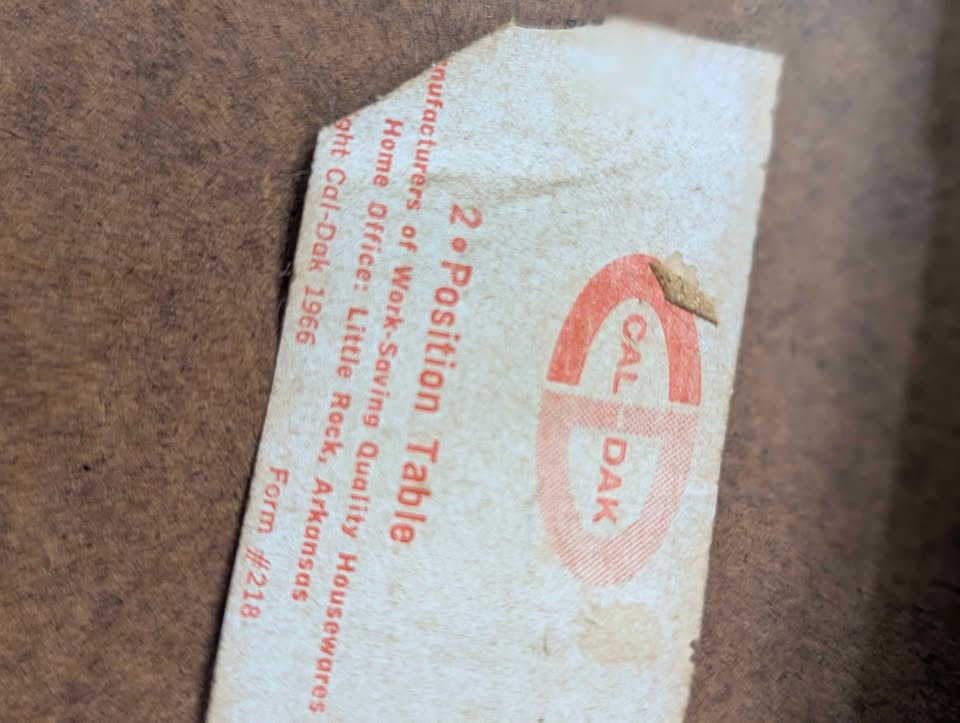 CAL-DAK
2•Position Table
nufacturers of Work-Saving Quality Housewares
Home Office: Little Rock, Arkansas
ght Cal-Dak 1966 Form #218